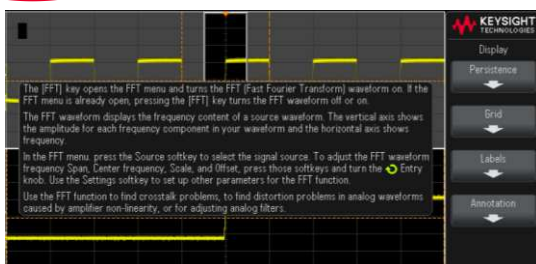 KEYSIGHT
TECHNOLOGIES
Display
Persistence
Grid
Labels
Annotation
The [FFT] key opens the FFT menu and turns the FFT (Fast Fourier Transform) waveform on. If the
FFT menu is already open, pressing the [FFT] key turns the FFT waveform off or on.
The FFT waveform displays the frequency content of a source waveform. The vertical axis shows
the amplitude for each frequency component in your waveform and the horizontal axis shows
frequency.
In the FFT menu, press the Source softkey to select the signal source. To adjust the FFT waveform
frequency Span, Center frequency, Scale, and Offset, press those softkeys and turn the Entry
knob. Use the Settings softkey to set up other parameters for the FFT function.
Use the FFT function to find crosstalk problems, to find distortion problems in analog waveforms
caused by amplifier non-linearity, or for adjusting analog filters.